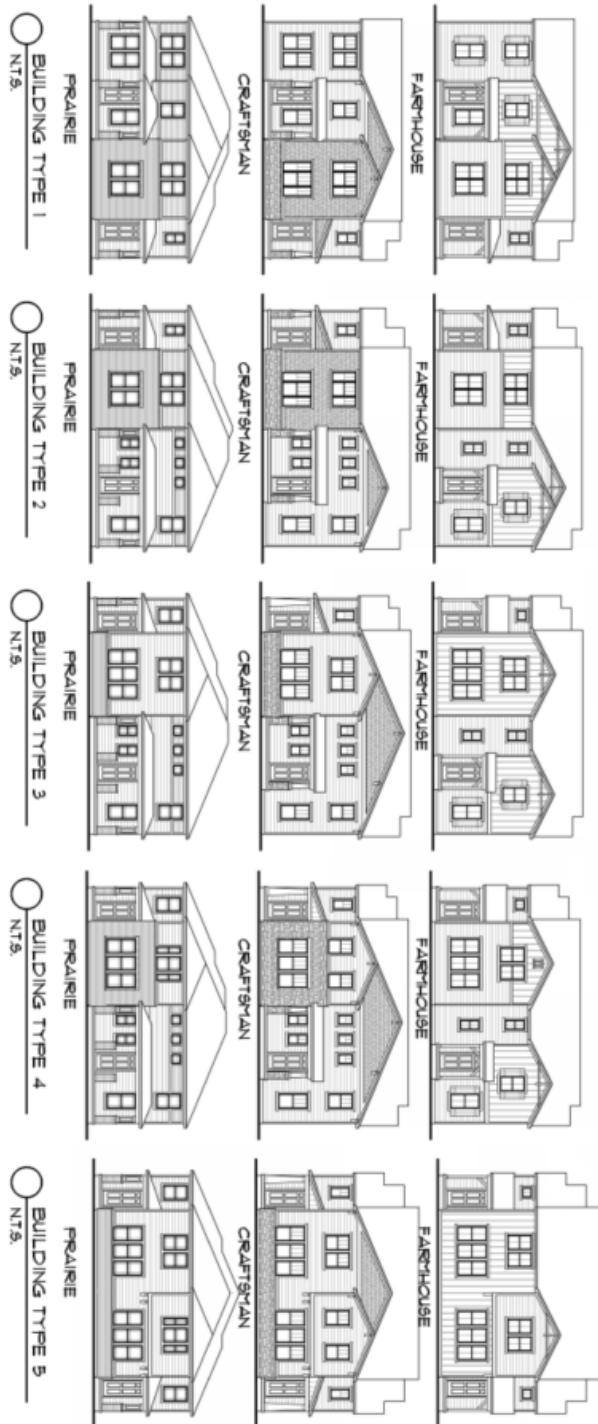 FARMHOUSE
CRAFTSMAN
PRAIRIE
BUILDING TYPE 1
N.T.S.
FARMHOUSE
CRAFTSMAN
PRAIRIE
BUILDING TYPE 2
N.T.S.
FARMHOUSE
CRAFTSMAN
PRAIRIE
BUILDING TYPE 3
N.T.S.
FARMHOUSE
CRAFTSMAN
PRAIRIE
BUILDING TYPE 4
N.T.S.
FARMHOUSE
CRAFTSMAN
PRAIRIE
BUILDING TYPE 5
N.T.S.